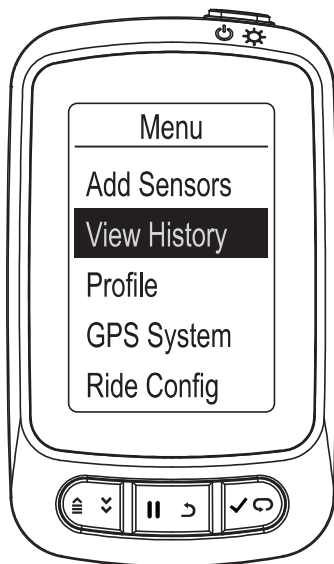 Menu
Add Sensors
View History
Profile
GPS System
Ride Config